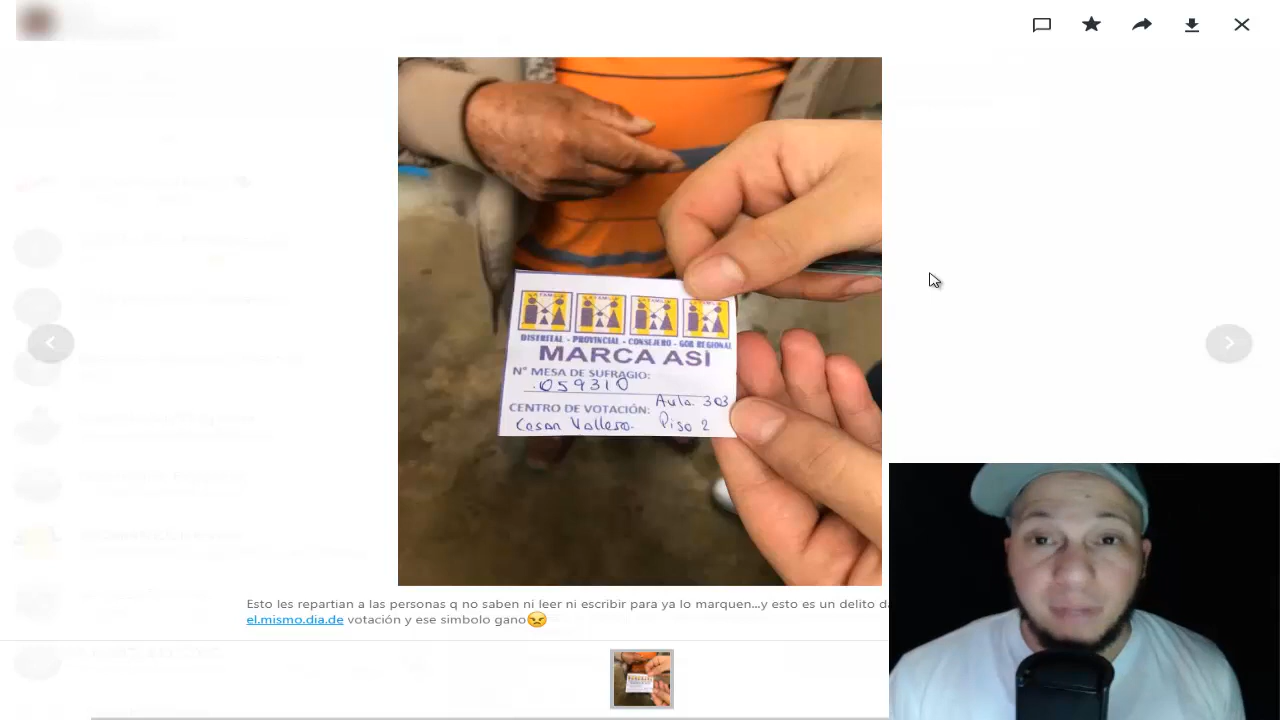 DISTRITAL - PROVINCIAL - CONSEJERO - GOB REGIONAL
MARCA ASÍ
N° MESA DE SUFRAGIO:
059310
Aula. 303
CENTRO DE VOTACIÓN:
Cesar Vallejo. Piso 2
Esto les repartian a las personas q no saben ni leer ni escribir para ya lo marquen...y esto es un delito
el.mismo.dia.de votación y ese simbolo gano